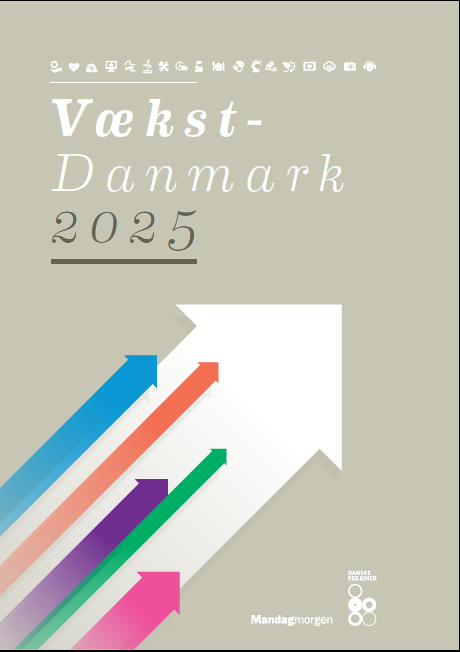 Vækst-
Danmark
2025
DANSKE
REGIONER
Mandagmorgen